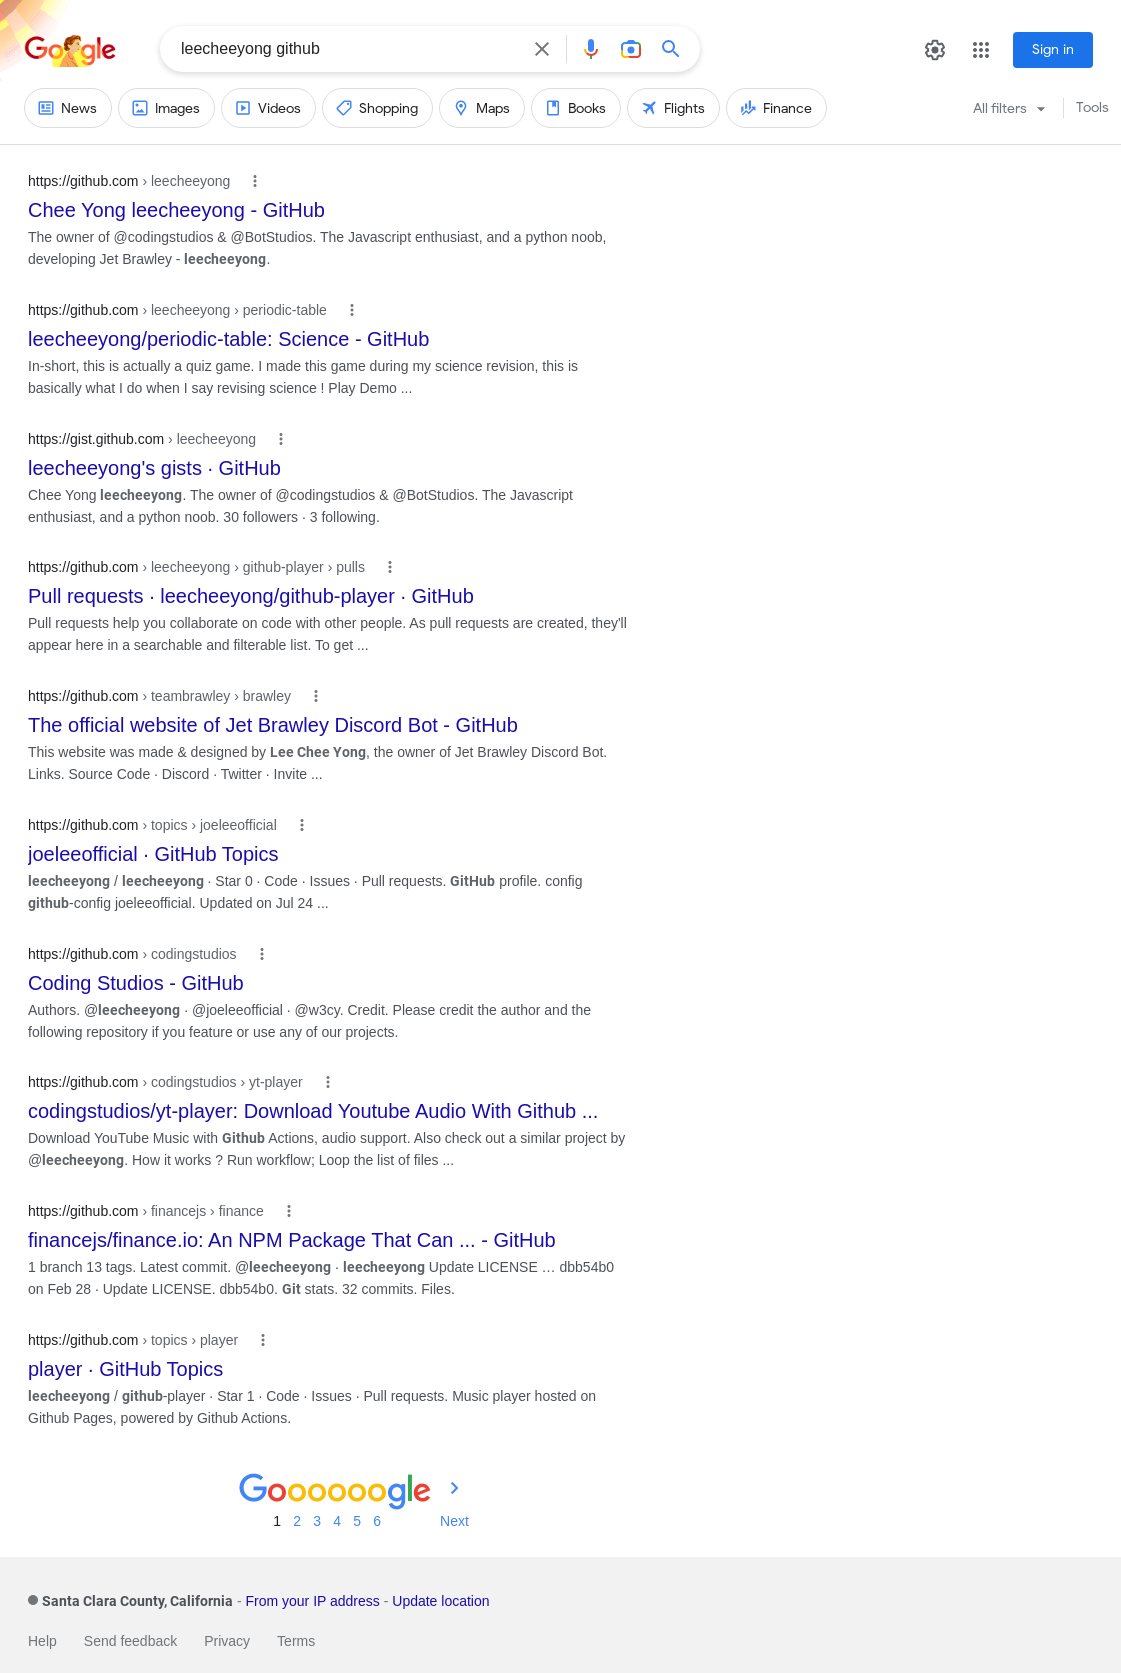 Google
leecheeyong github
Sign in
News Images Videos Shopping Maps Books Flights Finance All filters Tools
https://github.com › leecheeyong
Chee Yong leecheeyong - GitHub
The owner of @codingstudios & @BotStudios. The Javascript enthusiast, and a python noob,
developing Jet Brawley - leecheeyong.
https://github.com › leecheeyong › periodic-table
leecheeyong/periodic-table: Science - GitHub
In-short, this is actually a quiz game. I made this game during my science revision, this is
basically what I do when I say revising science ! Play Demo ...
https://gist.github.com › leecheeyong
leecheeyong's gists · GitHub
Chee Yong leecheeyong. The owner of @codingstudios & @BotStudios. The Javascript
enthusiast, and a python noob. 30 followers · 3 following.
https://github.com › leecheeyong › github-player › pulls
Pull requests · leecheeyong/github-player · GitHub
Pull requests help you collaborate on code with other people. As pull requests are created, they'll
appear here in a searchable and filterable list. To get ...
https://github.com › teambrawley › brawley
The official website of Jet Brawley Discord Bot - GitHub
This website was made & designed by Lee Chee Yong, the owner of Jet Brawley Discord Bot.
Links. Source Code · Discord · Twitter · Invite ...
https://github.com › topics › joeleeofficial
joeleeofficial · GitHub Topics
leecheeyong / leecheeyong · Star 0 · Code · Issues · Pull requests. GitHub profile. config
github-config joeleeofficial. Updated on Jul 24 ...
https://github.com › codingstudios
Coding Studios - GitHub
Authors. @leecheeyong · @joeleeofficial · @w3cy. Credit. Please credit the author and the
following repository if you feature or use any of our projects.
https://github.com › codingstudios › yt-player
codingstudios/yt-player: Download Youtube Audio With Github ...
Download YouTube Music with Github Actions, audio support. Also check out a similar project by
@leecheeyong. How it works ? Run workflow; Loop the list of files ...
https://github.com › financejs › finance
financejs/finance.io: An NPM Package That Can ... - GitHub
1 branch 13 tags. Latest commit. @leecheeyong · leecheeyong Update LICENSE … dbb54b0
on Feb 28 · Update LICENSE. dbb54b0. Git stats. 32 commits. Files.
https://github.com › topics › player
player · GitHub Topics
leecheeyong / github-player · Star 1 · Code · Issues · Pull requests. Music player hosted on
Github Pages, powered by Github Actions.
Goooooogle
1 2 3 4 5 6 Next
Santa Clara County, California - From your IP address - Update location
Help Send feedback Privacy Terms